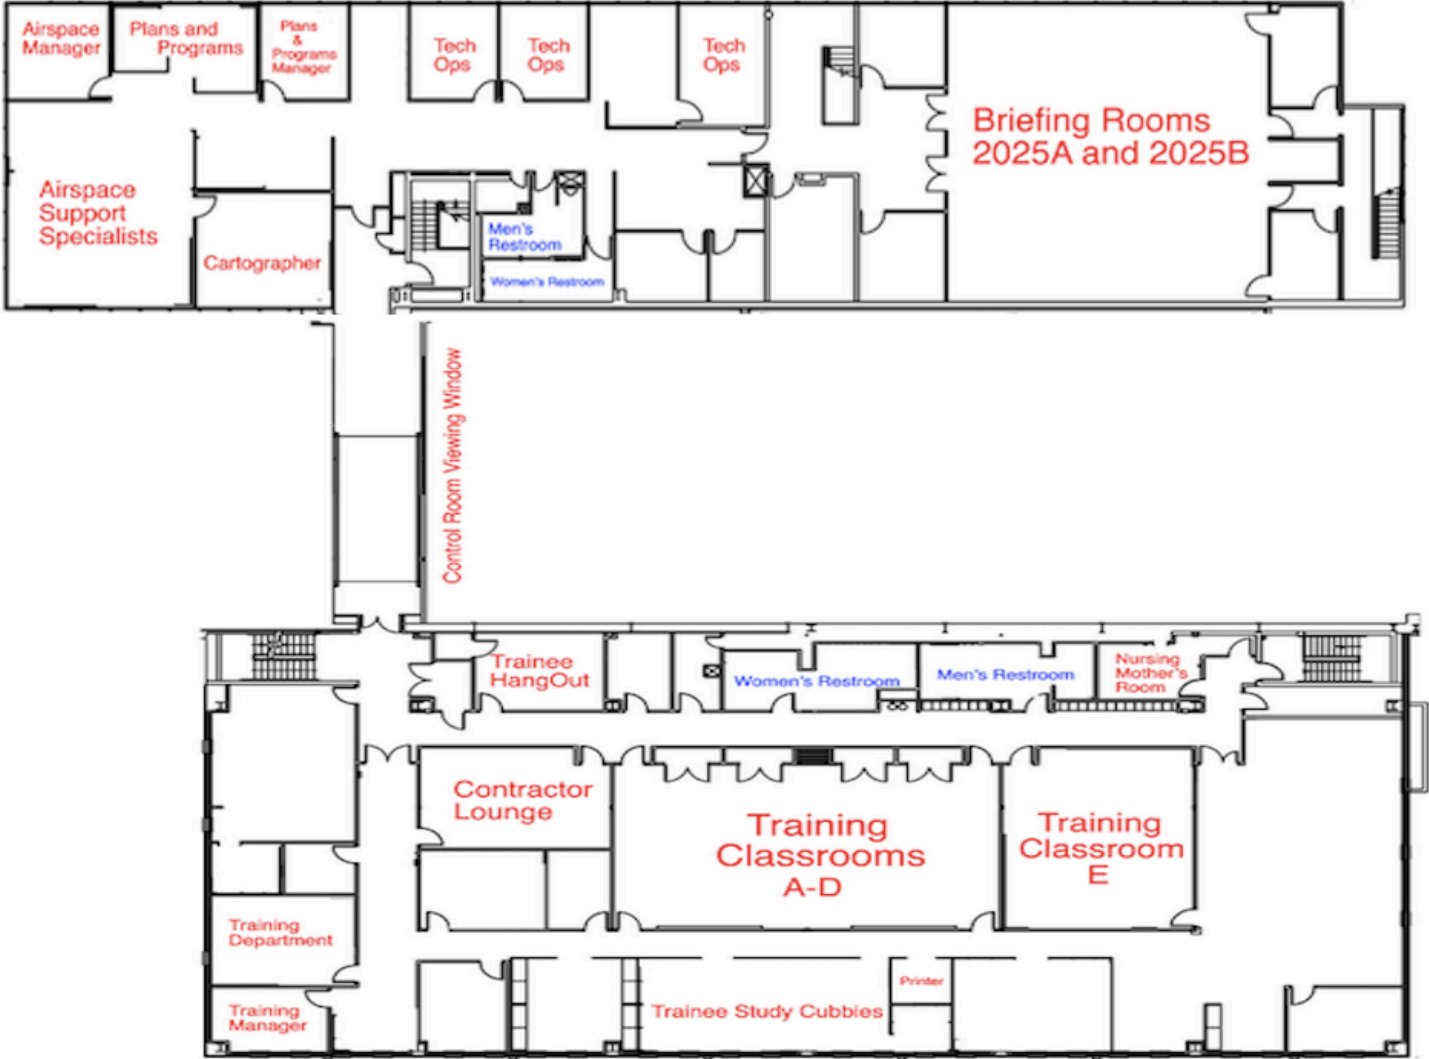 Airspace
Manager
Plans and
Programs
Plans
&
Programs
Manager
Tech
Ops
Tech
Ops
Tech
Ops
Briefing Rooms
2025A and 2025B
Airspace
Support
Specialists
Cartographer
Men's
Restroom
Women's Restroom
Control Room Viewing Window
Trainee
HangOut
Women's Restroom
Men's Restroom
Nursing
Mother's
Room
Contractor
Lounge
Training
Classrooms
A-D
Training
Classroom
E
Training
Department
Training
Manager
Trainee Study Cubbies
Printer